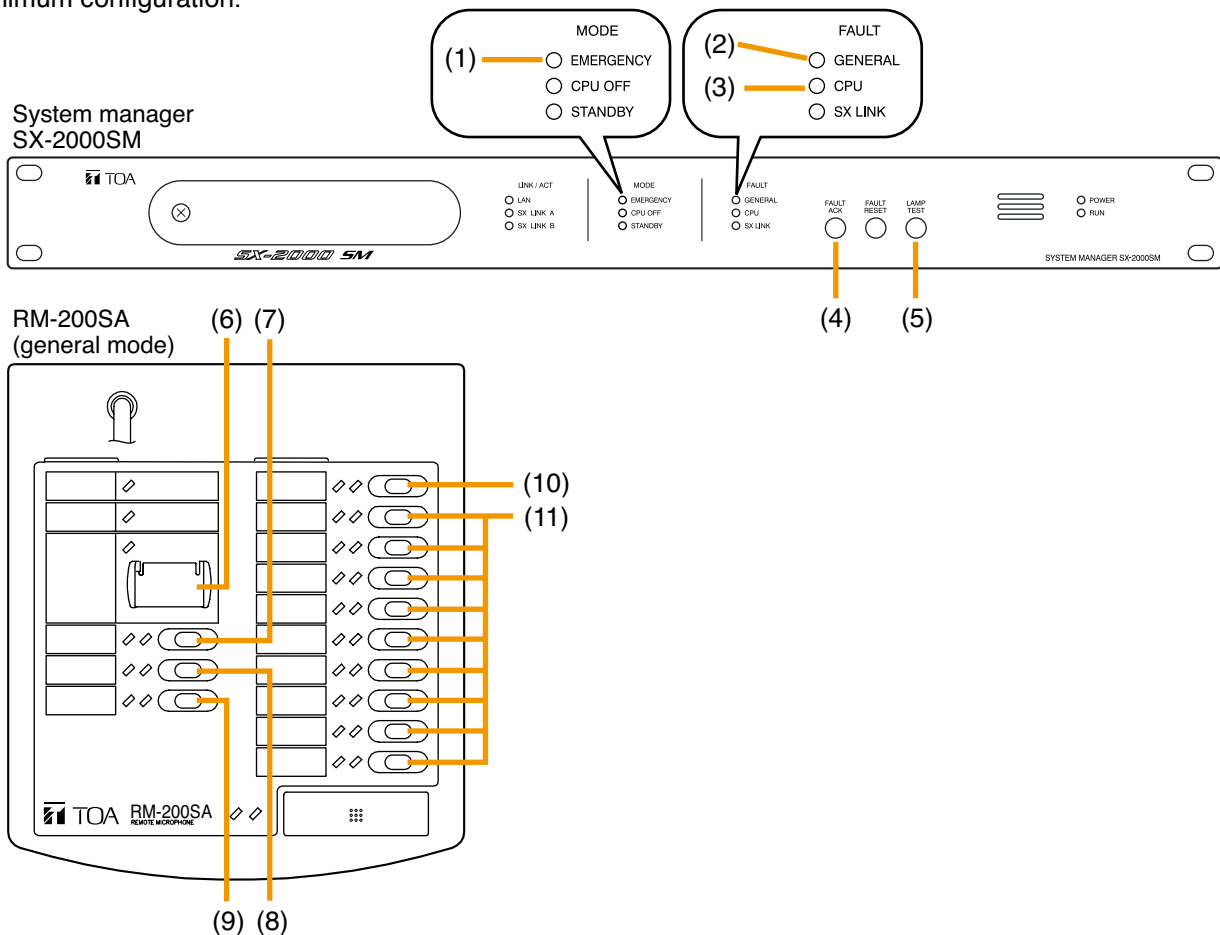 nimum configuration.
MODE
(1) EMERGENCY
CPU OFF
STANDBY
FAULT
(2) GENERAL
(3) CPU
SX LINK
System manager
SX-2000SM
TOA
SX-2000 SM
LINK / ACT
LAN
SX LINK A
SX LINK B
MODE
EMERGENCY
CPU OFF
STANDBY
FAULT
GENERAL
CPU
SX LINK
FAULT ACK
FAULT RESET
LAMP TEST
POWER
RUN
SYSTEM MANAGER SX-2000SM
(4) (5)
RM-200SA
(general mode)
(6) (7)
(10)
(11)
TOA RM-200SA
REMOTE MICROPHONE
(9) (8)